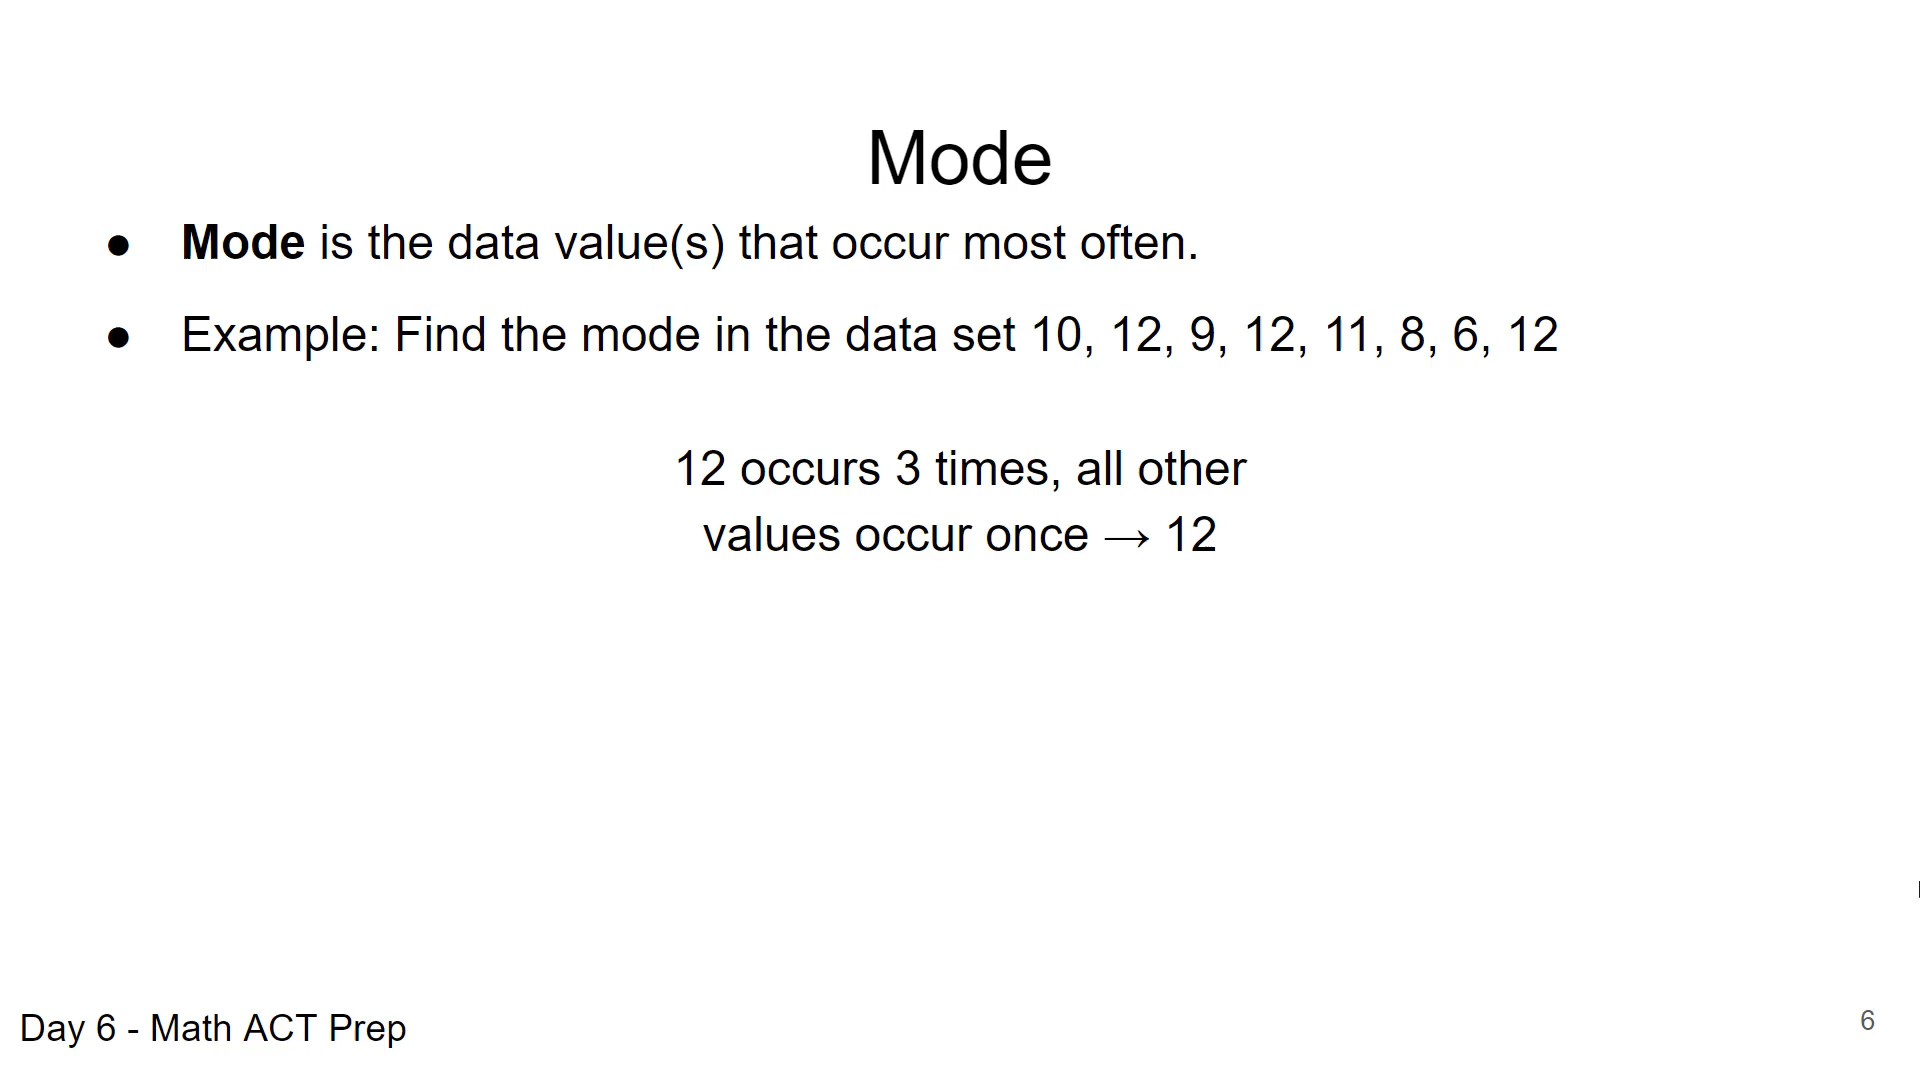 Mode
● Mode is the data value(s) that occur most often.
● Example: Find the mode in the data set 10, 12, 9, 12, 11, 8, 6, 12
12 occurs 3 times, all other
values occur once → 12
Day 6 - Math ACT Prep
6